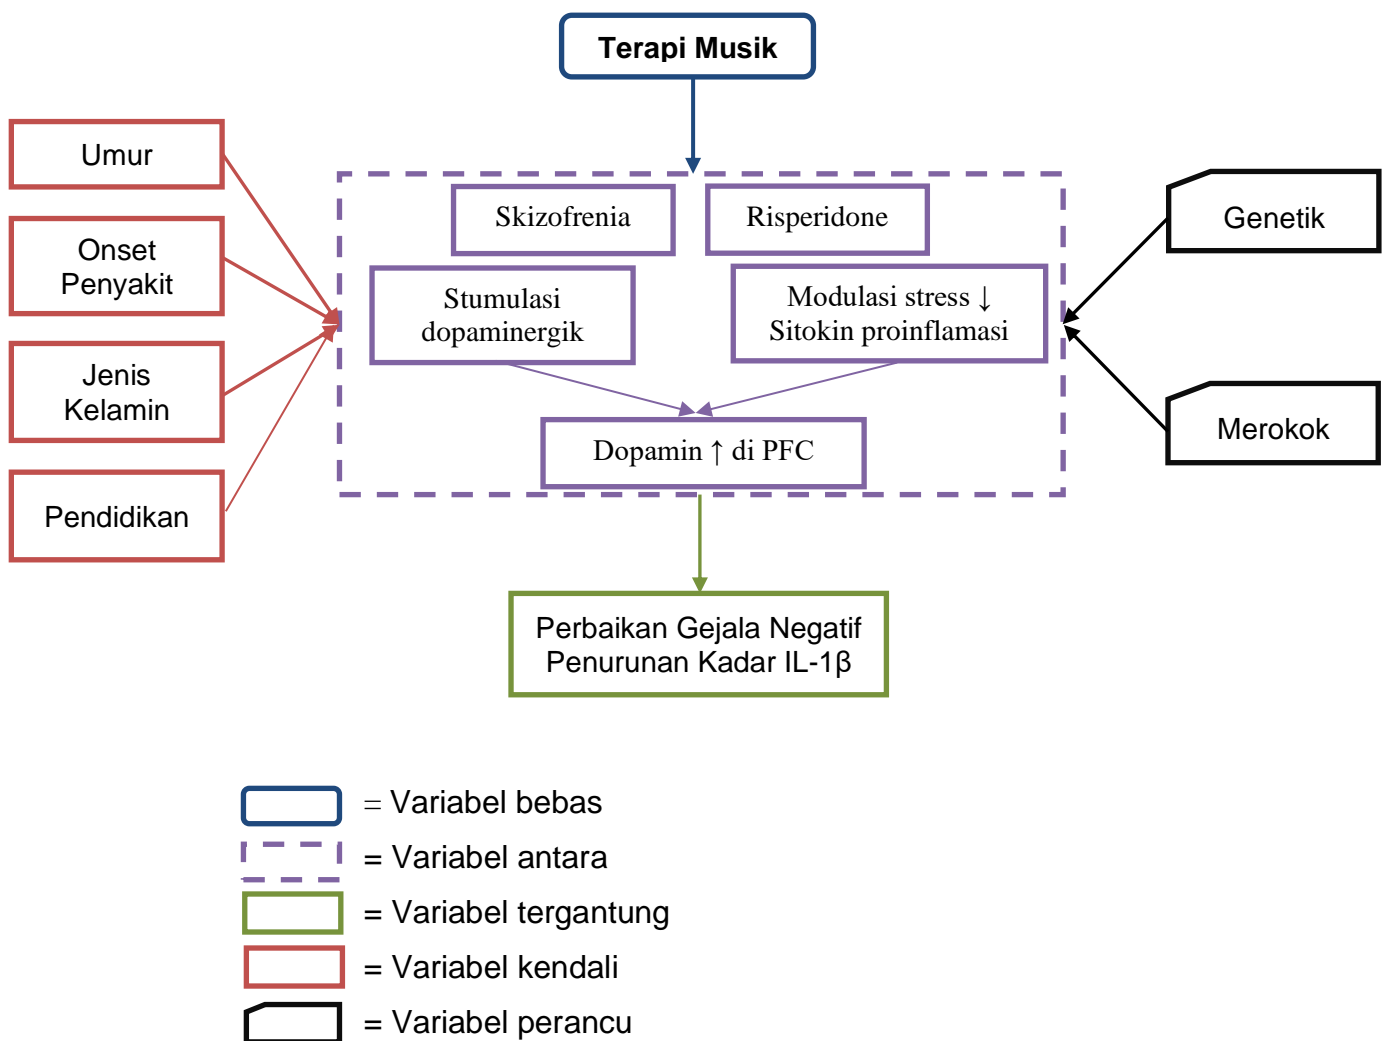 Terapi Musik
Umur
Onset
Penyakit
Jenis
Kelamin
Pendidikan
Skizofrenia
Risperidone
Stumulasi
dopaminergik
Modulasi stress ↓
Sitokin proinflamasi
Dopamin ↑ di PFC
Genetik
Merokok
Perbaikan Gejala Negatif
Penurunan Kadar IL-1β
= Variabel bebas
= Variabel antara
= Variabel tergantung
= Variabel kendali
= Variabel perancu